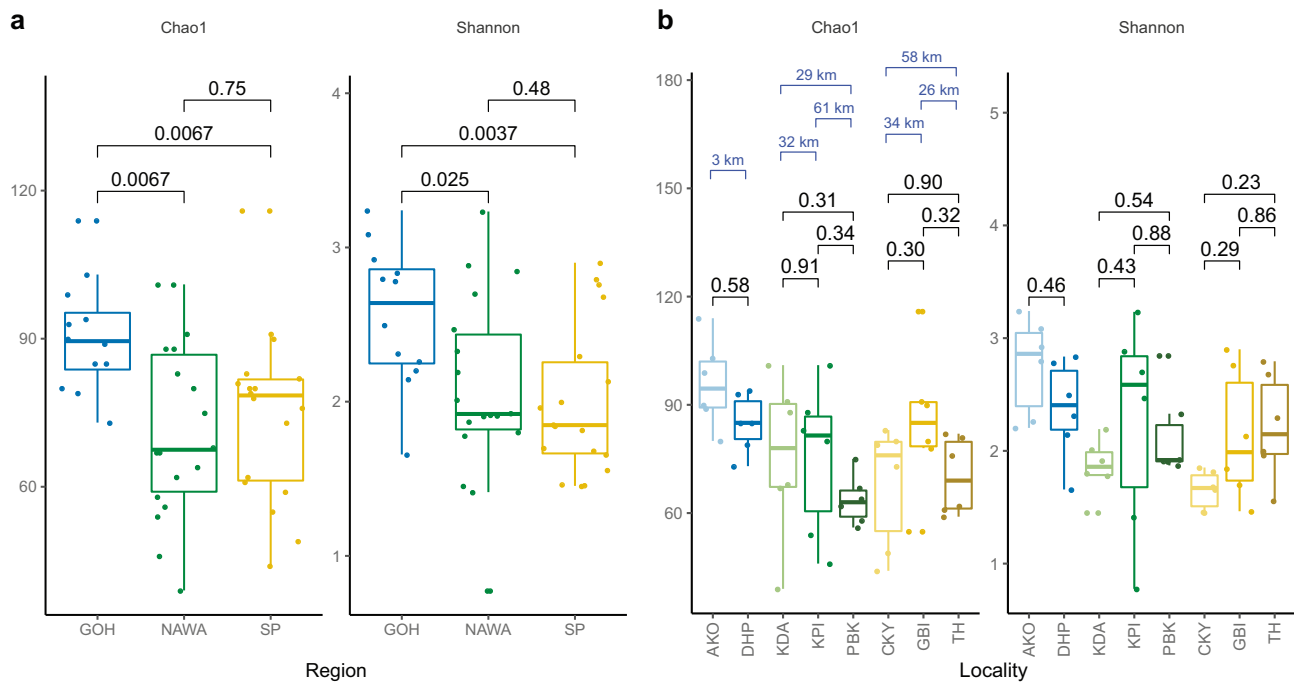 a
Chao1
Shannon
0.75
0.0067
0.0067
120
90
60
GOH
NAWA
SP
4
3
2
1
0.48
0.0037
0.025
GOH
NAWA
SP
Region
b
Chao1
Shannon
180
150
120
90
60
58 km
29 km
26 km
61 km
34 km
32 km
3 km
0.90
0.31
0.32
0.34
0.30
0.91
0.58
AKO
DHP
KDA
KPI
PBK
CKY
GBI
TH
5
4
3
2
1
0.23
0.54
0.86
0.88
0.29
0.43
0.46
AKO
DHP
KDA
KPI
PBK
CKY
GBI
TH
Locality